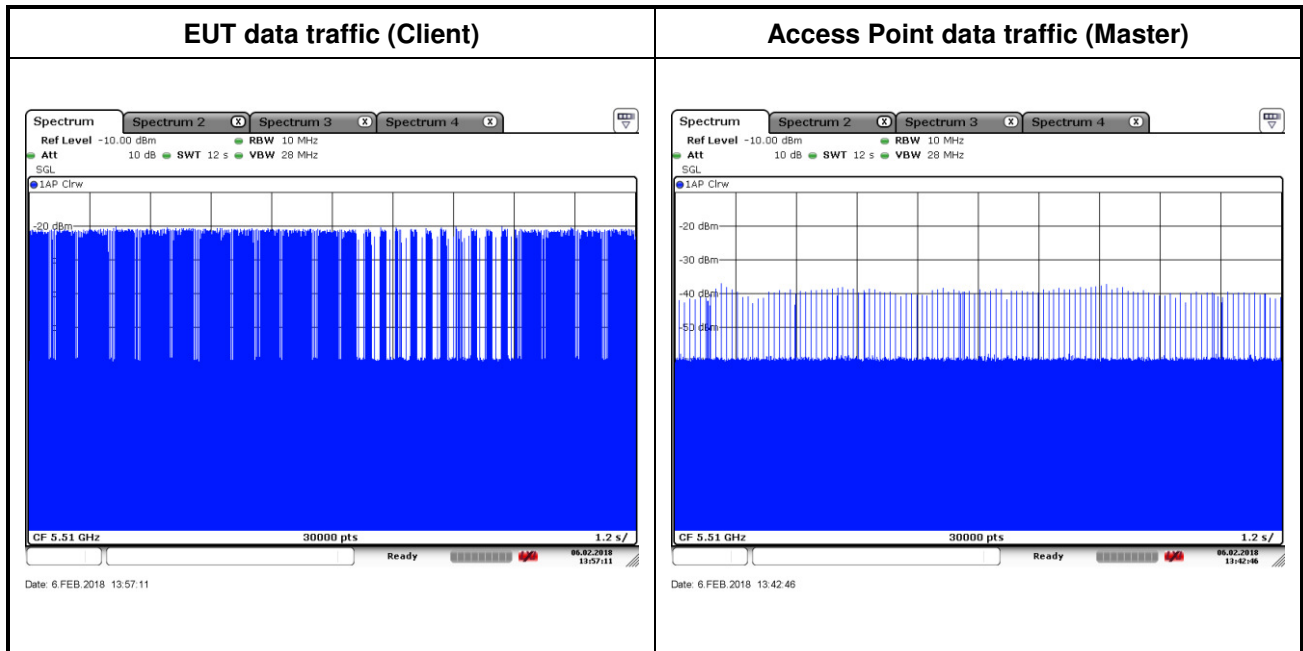 EUT data traffic (Client)
Access Point data traffic (Master)
Spectrum Spectrum 2 X Spectrum 3 X Spectrum 4 X
Ref Level -10.00 dBm RBW 10 MHz
Att 10 dB SWT 12 s VBW 28 MHz
SGL
1AP Clrw
-20 dBm
CF 5.51 GHz 30000 pts 1.2 s/
Ready 06.02.2018
13:57:11
Date: 6.FEB.2018 13:57:11
Spectrum Spectrum 2 X Spectrum 3 X Spectrum 4 X
Ref Level -10.00 dBm RBW 10 MHz
Att 10 dB SWT 12 s VBW 28 MHz
SGL
1AP Clrw
-20 dBm
-30 dBm
-40 dBm
-50 dBm
CF 5.51 GHz 30000 pts 1.2 s/
Ready 06.02.2018
13:42:46
Date: 6.FEB.2018 13:42:46